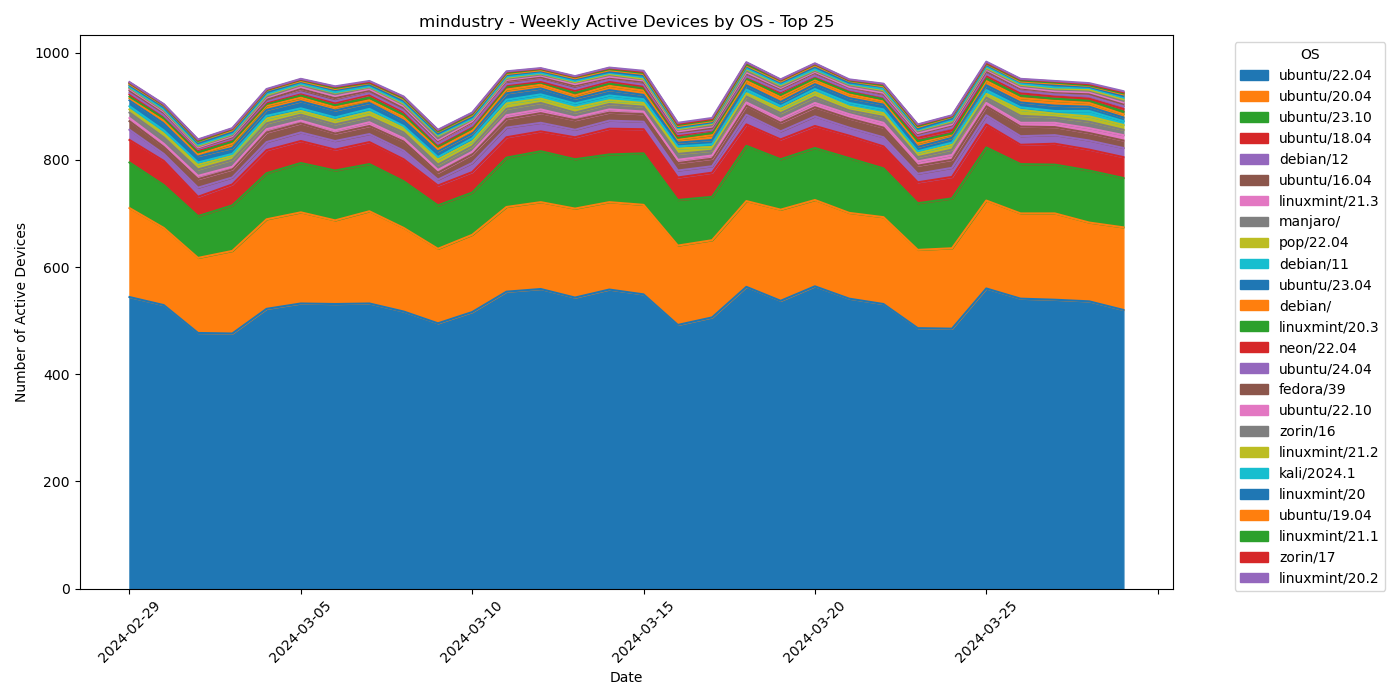 mindustry - Weekly Active Devices by OS - Top 25
1000
800
600
400
200
0
Number of Active Devices
2024-02-29
2024-03-05
2024-03-10
2024-03-15
2024-03-20
2024-03-25
Date
OS
ubuntu/22.04
ubuntu/20.04
ubuntu/23.10
ubuntu/18.04
debian/12
ubuntu/16.04
linuxmint/21.3
manjaro/
pop/22.04
debian/11
ubuntu/23.04
debian/
linuxmint/20.3
neon/22.04
ubuntu/24.04
fedora/39
ubuntu/22.10
zorin/16
linuxmint/21.2
kali/2024.1
linuxmint/20
ubuntu/19.04
linuxmint/21.1
zorin/17
linuxmint/20.2